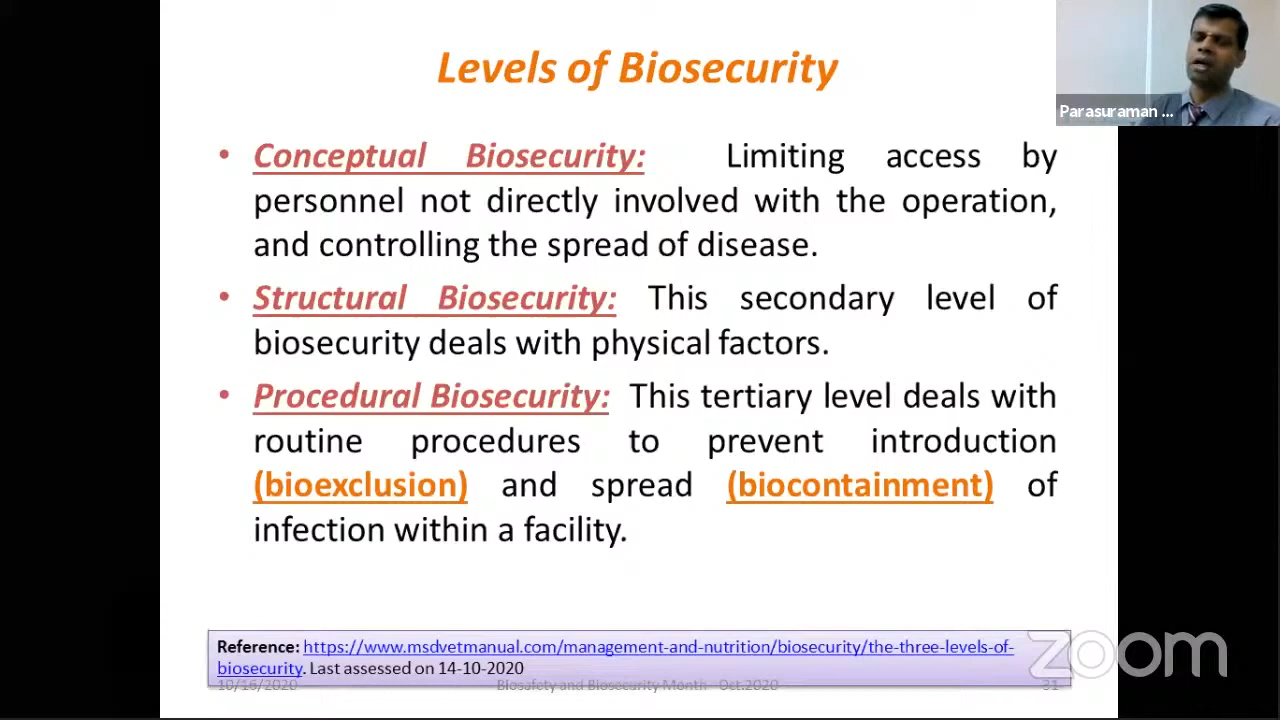 Levels of Biosecurity
Parasuraman ...
• Conceptual Biosecurity: Limiting access by
personnel not directly involved with the operation,
and controlling the spread of disease.
• Structural Biosecurity: This secondary level of
biosecurity deals with physical factors.
• Procedural Biosecurity: This tertiary level deals with
routine procedures to prevent introduction
(bioexclusion) and spread (biocontainment) of
infection within a facility.
Reference: https://www.msdvetmanual.com/management-and-nutrition/biosecurity/the-three-levels-of-
biosecurity. Last assessed on 14-10-2020
10/16/2020 Biosafety and Biosecurity Month - Oct.2020 31
zoom